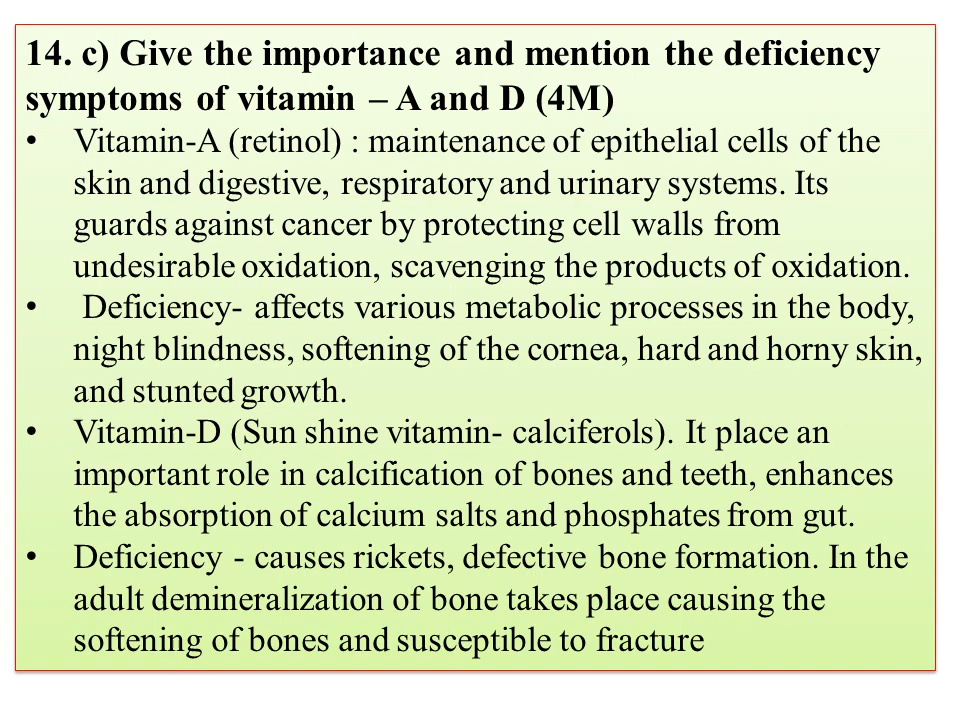 14. c) Give the importance and mention the deficiency
symptoms of vitamin – A and D (4M)
• Vitamin-A (retinol) : maintenance of epithelial cells of the
skin and digestive, respiratory and urinary systems. Its
guards against cancer by protecting cell walls from
undesirable oxidation, scavenging the products of oxidation.
• Deficiency- affects various metabolic processes in the body,
night blindness, softening of the cornea, hard and horny skin,
and stunted growth.
• Vitamin-D (Sun shine vitamin- calciferols). It place an
important role in calcification of bones and teeth, enhances
the absorption of calcium salts and phosphates from gut.
• Deficiency - causes rickets, defective bone formation. In the
adult demineralization of bone takes place causing the
softening of bones and susceptible to fracture